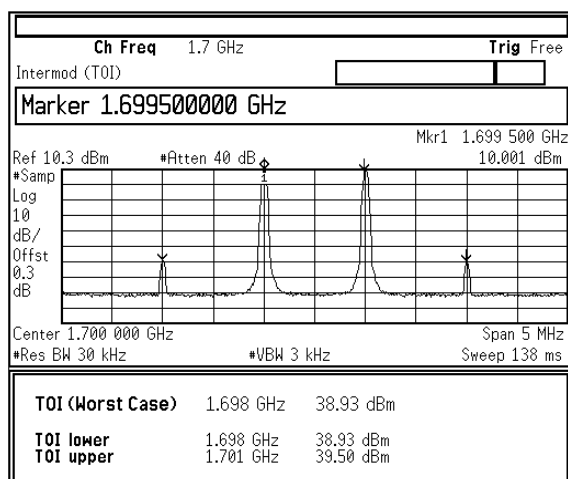 Ch Freq 1.7 GHz Trig Free
Intermod (TOI)
Marker 1.699500000 GHz
Mkr1 1.699 500 GHz
Ref 10.3 dBm #Atten 40 dB 10.001 dBm
#Samp
Log
10
dB/
Offst
0.3
dB
1
Center 1.700 000 GHz Span 5 MHz
#Res BW 30 kHz #VBW 3 kHz Sweep 138 ms
TOI (Worst Case) 1.698 GHz 38.93 dBm
TOI lower 1.698 GHz 38.93 dBm
TOI upper 1.701 GHz 39.50 dBm